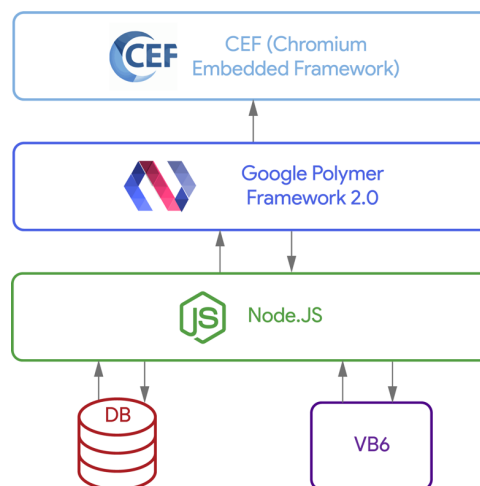 CEF
CEF (Chromium
Embedded Framework)
Google Polymer
Framework 2.0
JS
Node.JS
DB
VB6